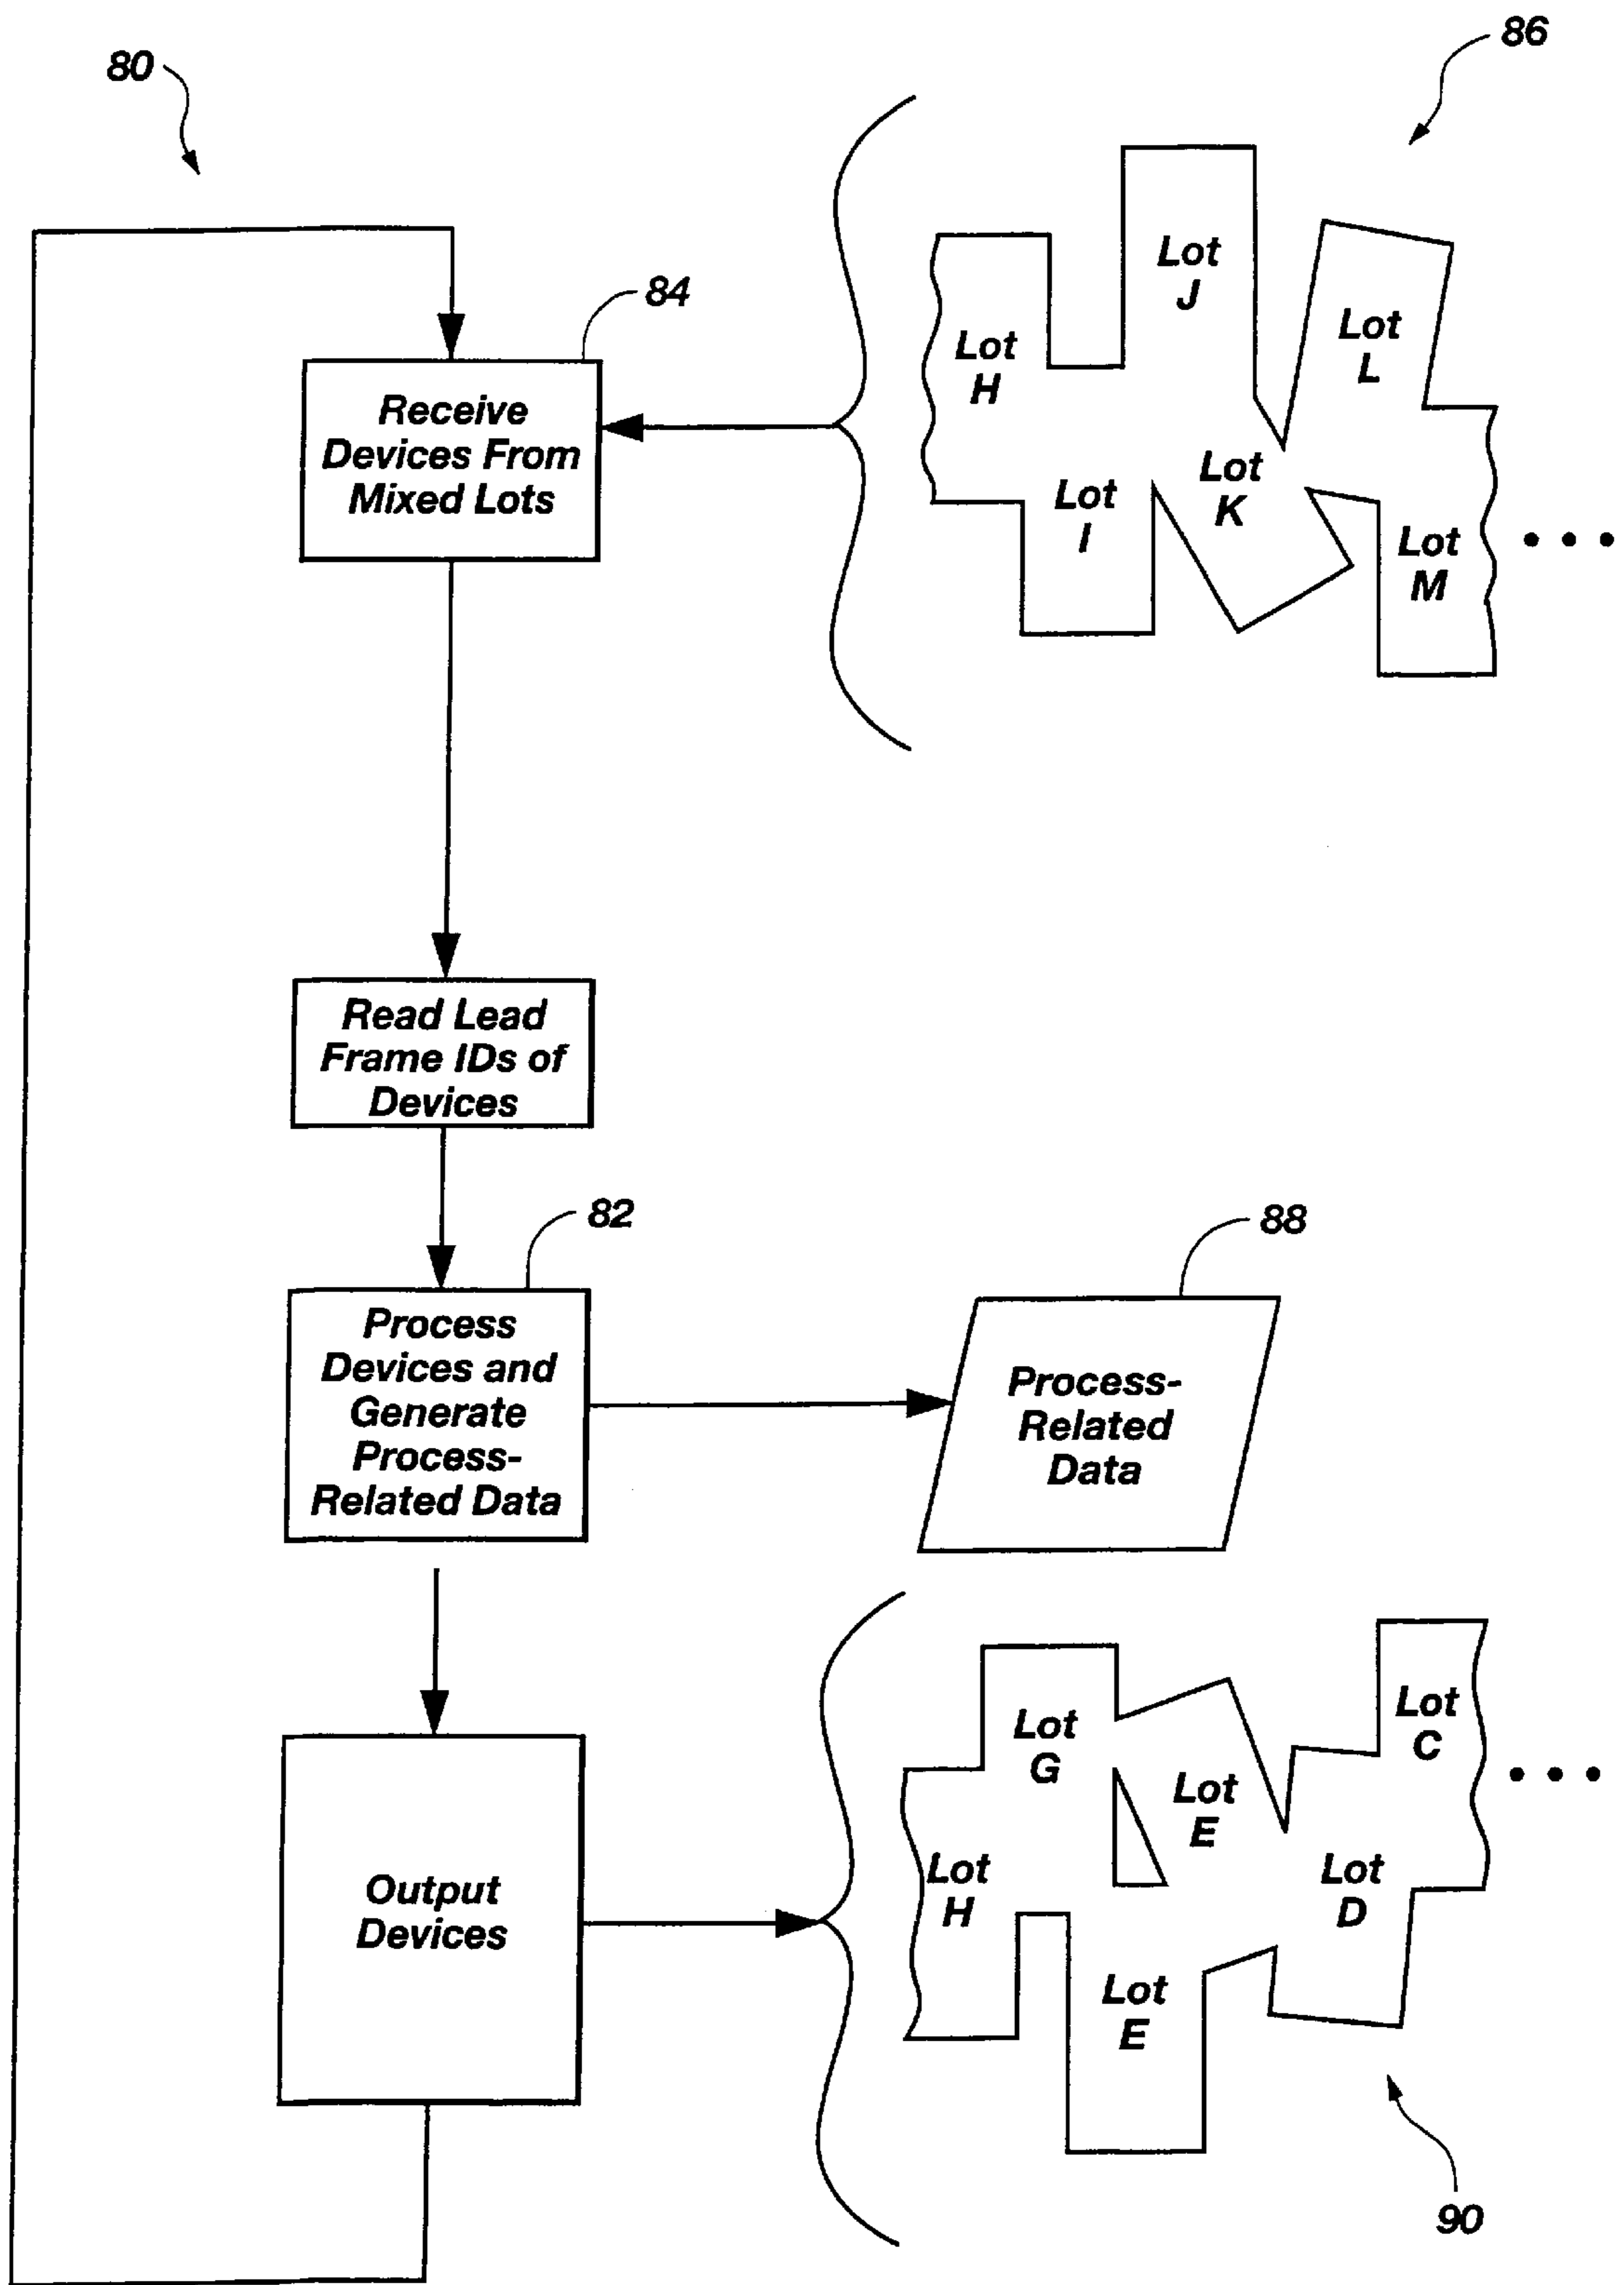 80
86
84
Lot
J
Lot
H
Lot
L
Receive
Devices From
Mixed Lots
Lot
K
Lot
I
Lot
M
Read Lead
Frame IDs of
Devices
82
88
Process
Devices and
Generate
Process-
Related Data
Process-
Related
Data
Lot
G
Lot
C
Lot
E
Lot
H
Lot
D
Output
Devices
Lot
E
90